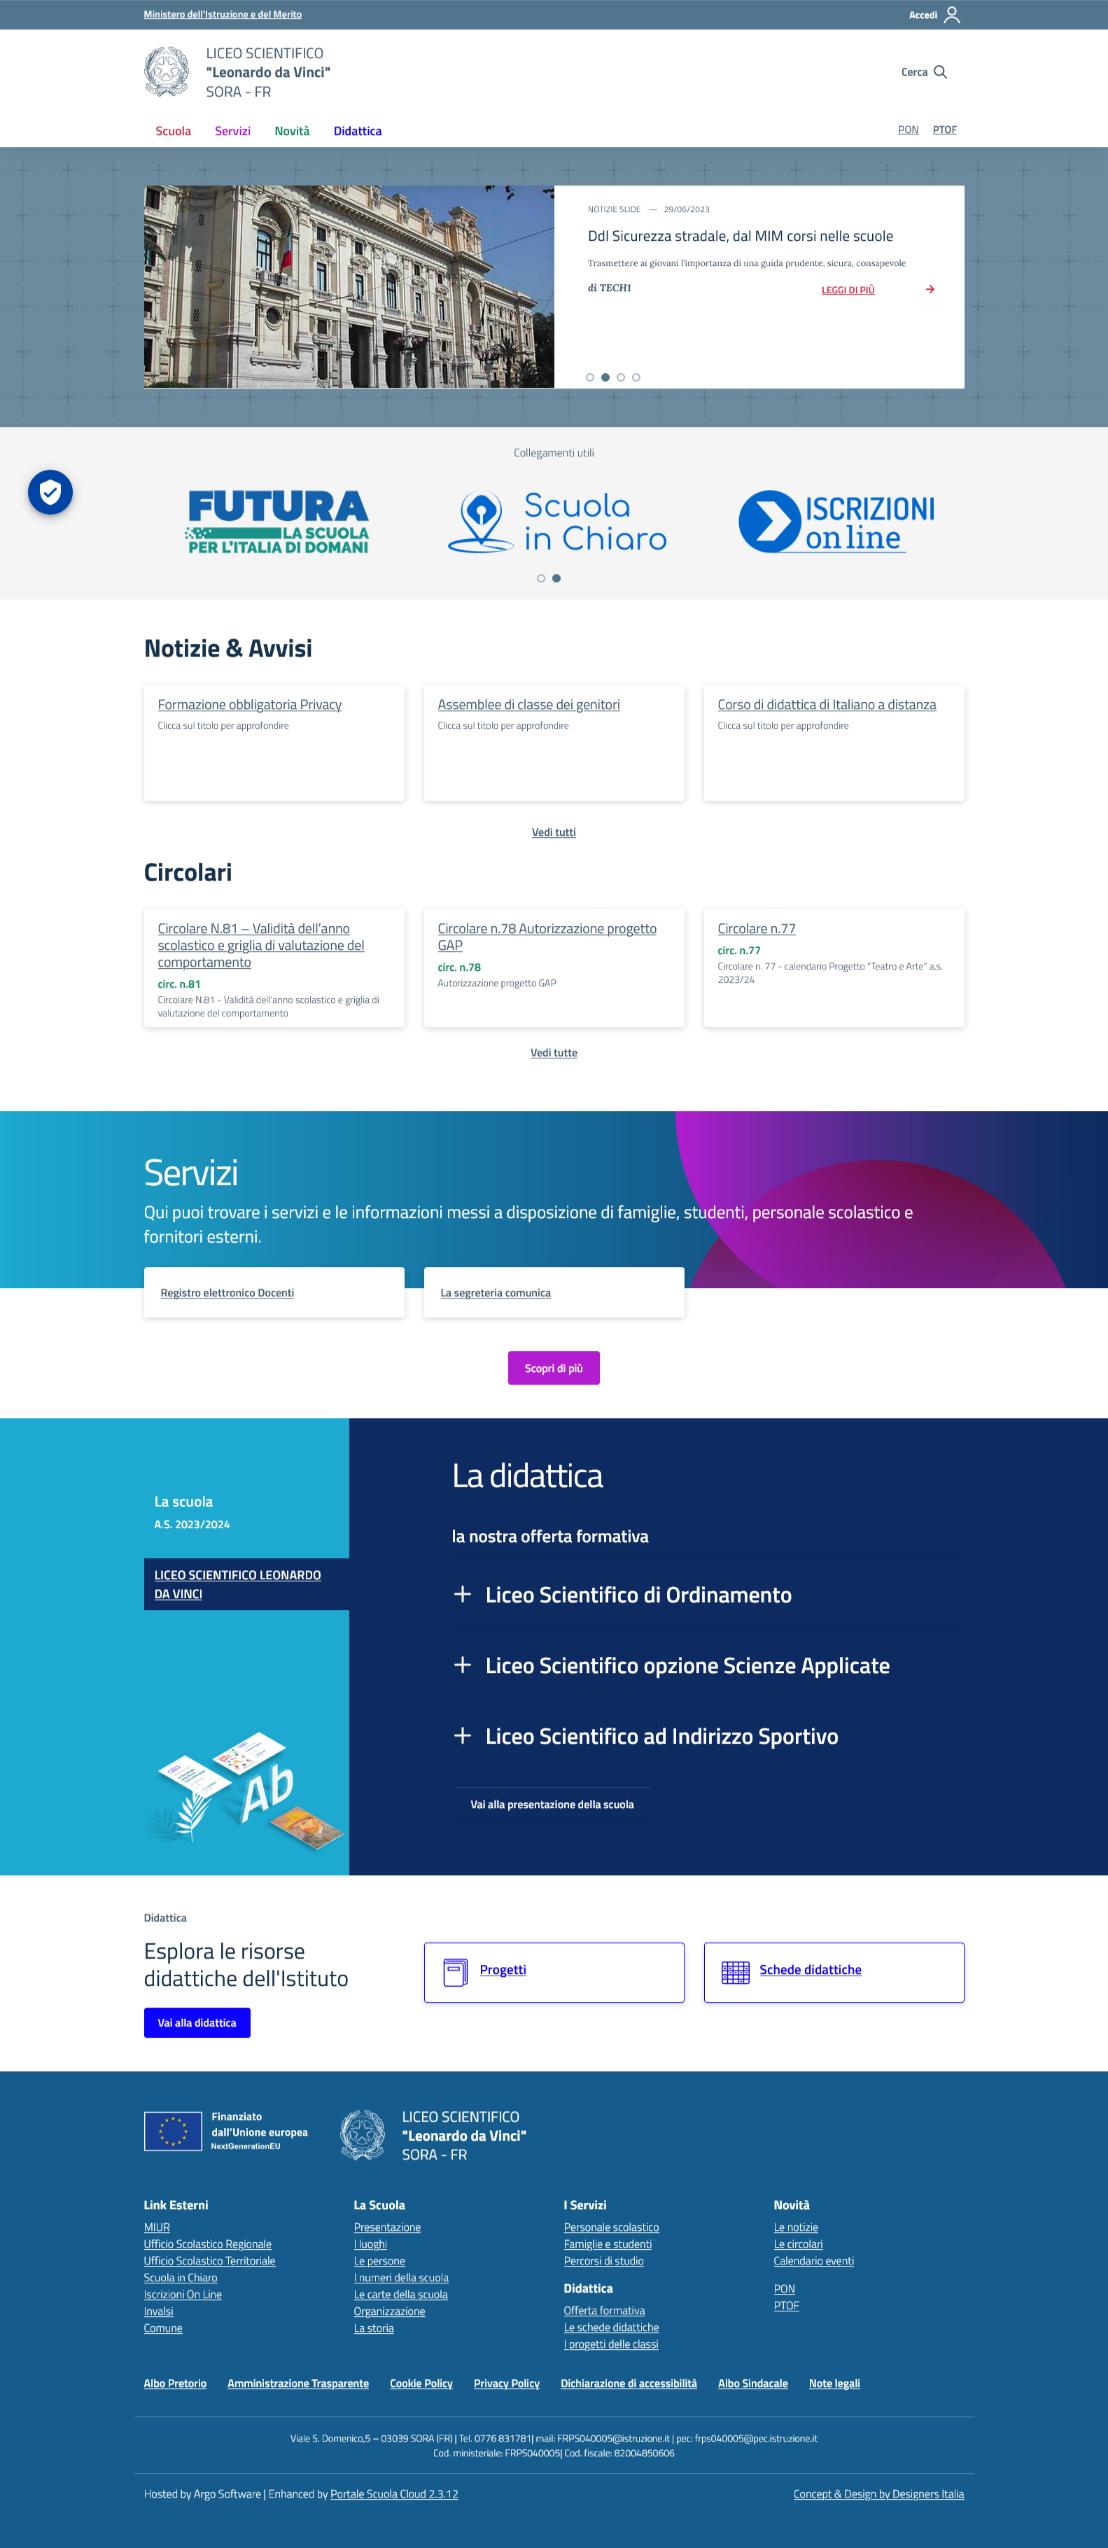 Ministero dell'Istruzione e del Merito
Accedi
LICEO SCIENTIFICO
"Leonardo da Vinci"
SORA - FR
Cerca
Scuola Servizi Novità Didattica
PON PTOF
NOTIZIE SLIDE — 29/06/2023
Ddl Sicurezza stradale, dal MIM corsi nelle scuole
Trasmettere ai giovani l'importanza di una guida prudente, sicura, consapevole
di TECH1
LEGGI DI PIÙ
Collegamenti utili
FUTURA
LA SCUOLA
PER L'ITALIA DI DOMANI
Scuola
in Chiaro
ISCRIZIONI
on line
Notizie & Avvisi
Formazione obbligatoria Privacy
Clicca sul titolo per approfondire
Assemblee di classe dei genitori
Clicca sul titolo per approfondire
Corso di didattica di Italiano a distanza
Clicca sul titolo per approfondire
Vedi tutti
Circolari
Circolare N.81 – Validità dell'anno
scolastico e griglia di valutazione del
comportamento
circ. n.81
Circolare N.81 - Validità dell'anno scolastico e griglia di
valutazione del comportamento
Circolare n.78 Autorizzazione progetto
GAP
circ. n.78
Autorizzazione progetto GAP
Circolare n.77
circ. n.77
Circolare n. 77 - calendario Progetto "Teatro e Arte" a.s.
2023/24
Vedi tutte
Servizi
Qui puoi trovare i servizi e le informazioni messi a disposizione di famiglie, studenti, personale scolastico e
fornitori esterni.
Registro elettronico Docenti
La segreteria comunica
Scopri di più
La scuola
A.S. 2023/2024
LICEO SCIENTIFICO LEONARDO
DA VINCI
Ab
La didattica
la nostra offerta formativa
Liceo Scientifico di Ordinamento
Liceo Scientifico opzione Scienze Applicate
Liceo Scientifico ad Indirizzo Sportivo
Vai alla presentazione della scuola
Didattica
Esplora le risorse
didattiche dell'Istituto
Vai alla didattica
Progetti
Schede didattiche
Finanziato
dall'Unione europea
NextGenerationEU
LICEO SCIENTIFICO
"Leonardo da Vinci"
SORA - FR
Link Esterni
MIUR
Ufficio Scolastico Regionale
Ufficio Scolastico Territoriale
Scuola in Chiaro
Iscrizioni On Line
Invalsi
Comune
La Scuola
Presentazione
I luoghi
Le persone
I numeri della scuola
Le carte della scuola
Organizzazione
La storia
I Servizi
Personale scolastico
Famiglie e studenti
Percorsi di studio
Didattica
Offerta formativa
Le schede didattiche
I progetti delle classi
Novità
Le notizie
Le circolari
Calendario eventi
PON
PTOF
Albo Pretorio Amministrazione Trasparente Cookie Policy Privacy Policy Dichiarazione di accessibilità Albo Sindacale Note legali
Viale S. Domenico,5 – 03039 SORA (FR) | Tel. 0776 831781| mail: FRPS040005@istruzione.it | pec: frps040005@pec.istruzione.it
Cod. ministeriale: FRPS040005| Cod. fiscale: 82004850606
Hosted by Argo Software | Enhanced by Portale Scuola Cloud 2.3.12
Concept & Design by Designers Italia